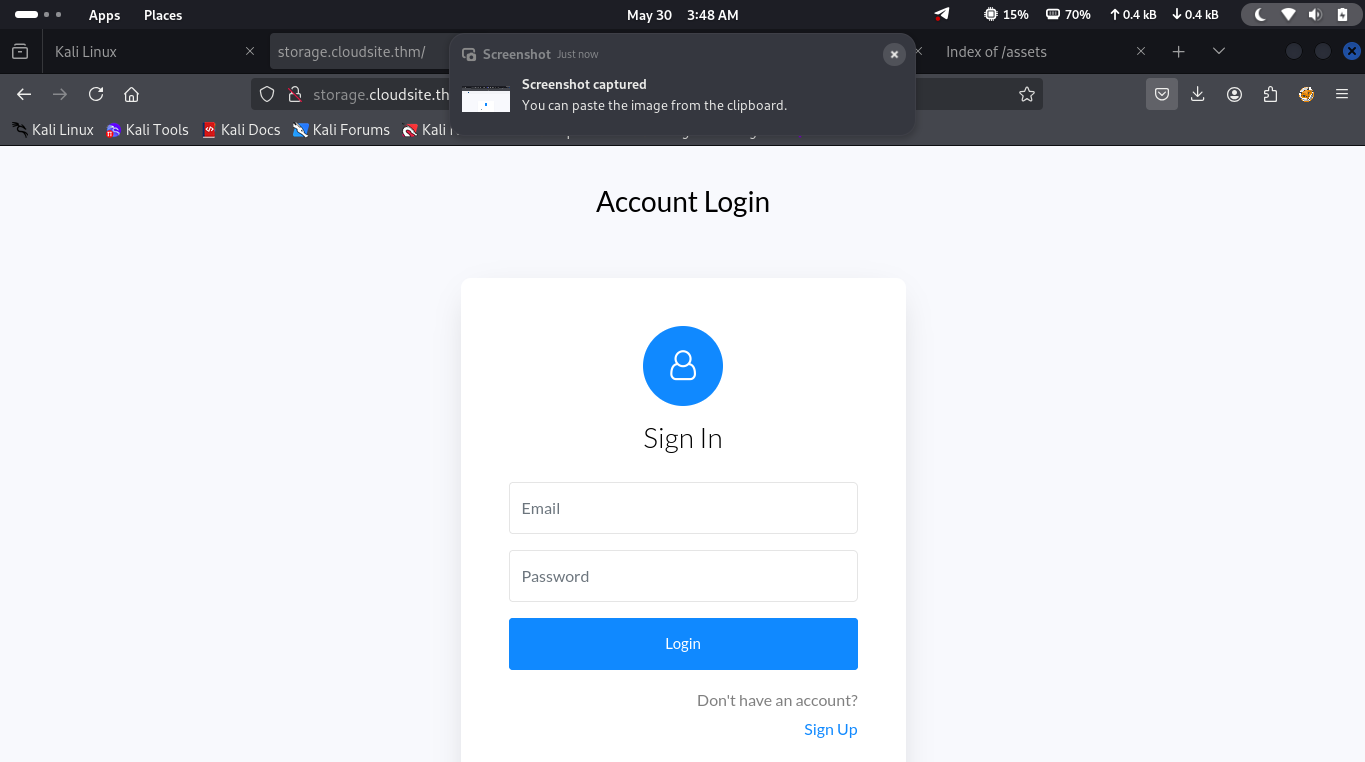 Apps Places May 30 3:48 AM 15% 70% 0.4 kB 0.4 kB
Kali Linux storage.cloudsite.thm/ Index of /assets
Screenshot Just now
Screenshot captured
You can paste the image from the clipboard.
storage.cloudsite.th
Kali Linux Kali Tools Kali Docs Kali Forums Kali
Account Login
Sign In
Email
Password
Login
Don't have an account?
Sign Up